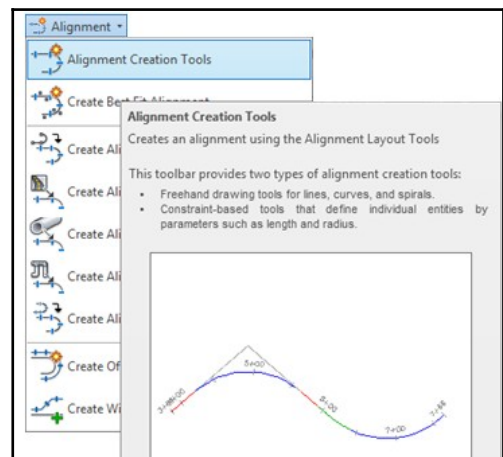 Alignment
Alignment Creation Tools
Create Best Fit Alignment
Create Ali
Create Ali
Create Ali
Create Ali
Create Ali
Create Of
Create Wi
Alignment Creation Tools
Creates an alignment using the Alignment Layout Tools
This toolbar provides two types of alignment creation tools:
▪ Freehand drawing tools for lines, curves, and spirals.
▪ Constraint-based tools that define individual entities by
parameters such as length and radius.
5+00
6+00
7+00